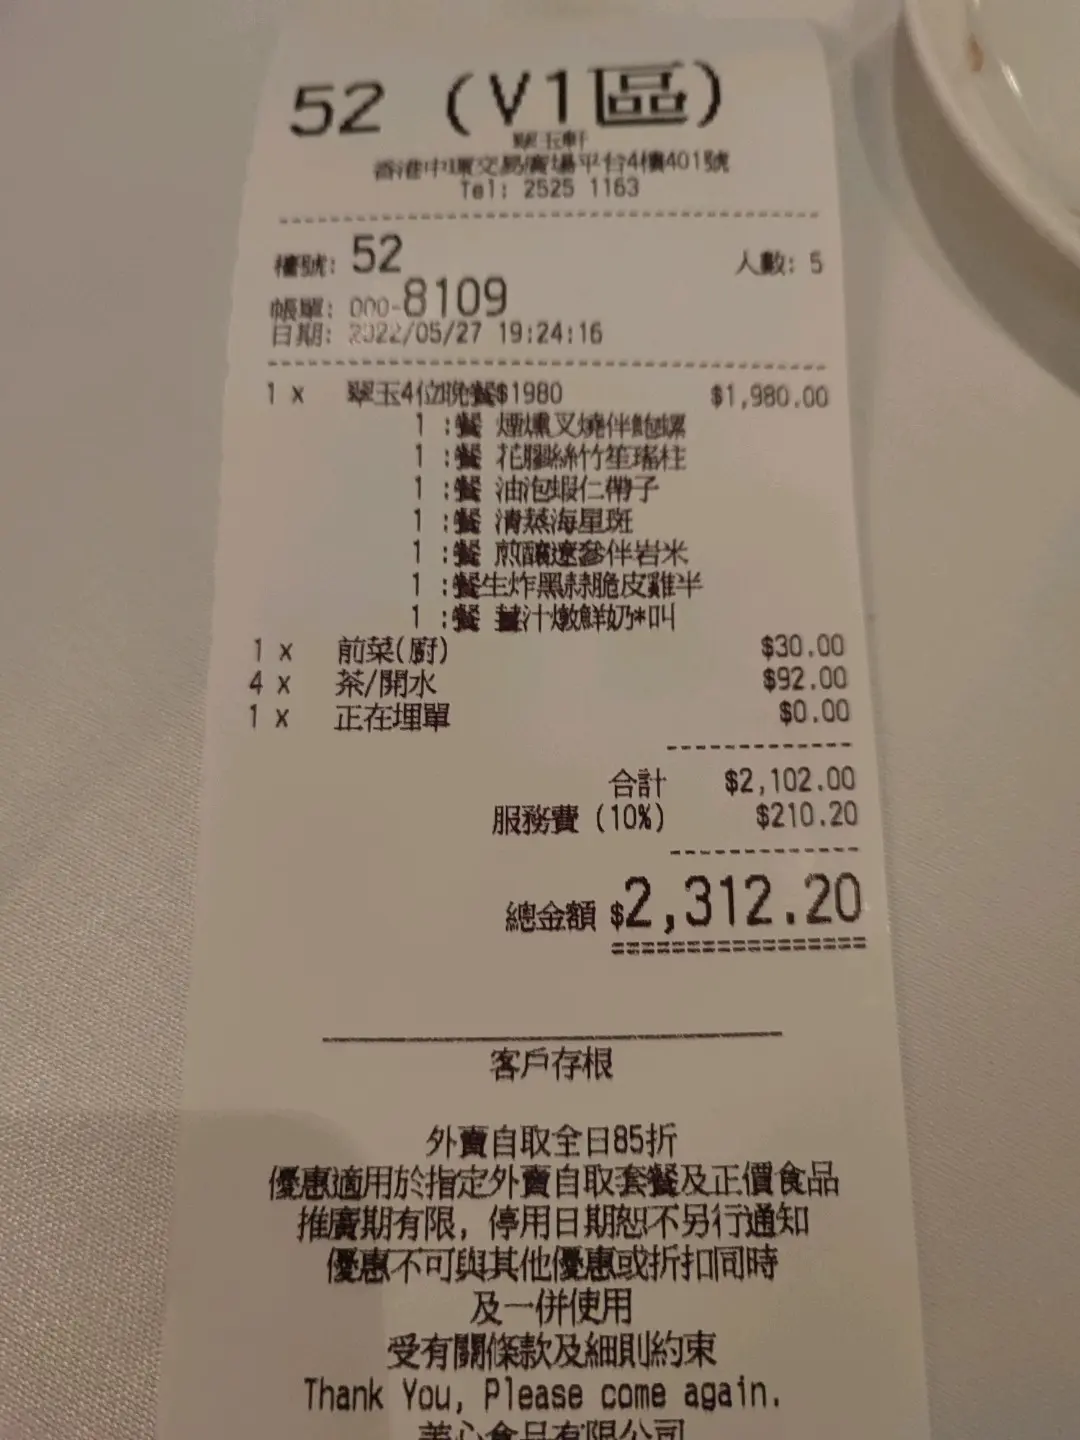 52 (V1區)
翠玉軒
香港中環交易廣場平台4樓401號
Tel: 2525 1163
檯號: 52 人數: 5
帳單: 000-8109
日期: 2022/05/27 19:24:16
1 x 翠玉4位晚餐$1980 $1,980.00
1 :餐 煙燻叉燒伴鮑螺
1 :餐 花膠絲竹笙瑤柱
1 :餐 油泡蝦仁帶子
1 :餐 清蒸海星斑
1 :餐 煎釀遼參伴岩米
1 :餐生炸黑蒜脆皮雞半
1 :餐 薑汁燉鮮奶*叫
1 x 前菜(廚) $30.00
4 x 茶/開水 $92.00
1 x 正在埋單 $0.00
合計 $2,102.00
服務費 (10%) $210.20
總金額 $2,312.20
客戶存根
外賣自取全日85折
優惠適用於指定外賣自取套餐及正價食品
推廣期有限, 停用日期恕不另行通知
優惠不可與其他優惠或折扣同時
及一併使用
受有關條款及細則約束
Thank You, Please come again.
美心食品有限公司